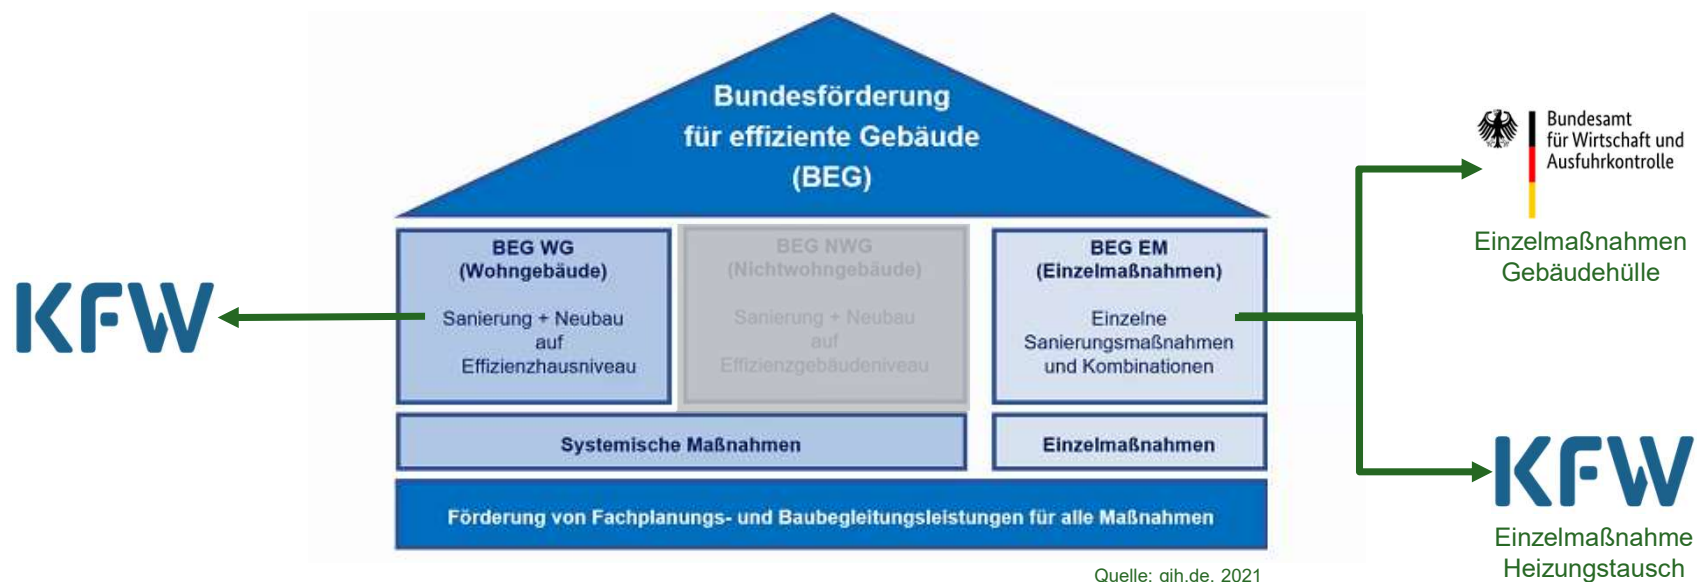 Bundesförderung
für effiziente Gebäude
(BEG)
BEG WG
(Wohngebäude)
Sanierung + Neubau
auf
Effizienzhausniveau
BEG NWG
(Nichtwohngebäude)
Sanierung + Neubau
auf
Effizienzgebäudeniveau
BEG EM
(Einzelmaßnahmen)
Einzelne
Sanierungsmaßnahmen
und Kombinationen
Systemische Maßnahmen
Einzelmaßnahmen
Förderung von Fachplanungs- und Baubegleitungsleistungen für alle Maßnahmen
Quelle: gih.de, 2021
KFW
Bundesamt
für Wirtschaft und
Ausfuhrkontrolle
Einzelmaßnahmen
Gebäudehülle
KFW
Einzelmaßnahme
Heizungstausch